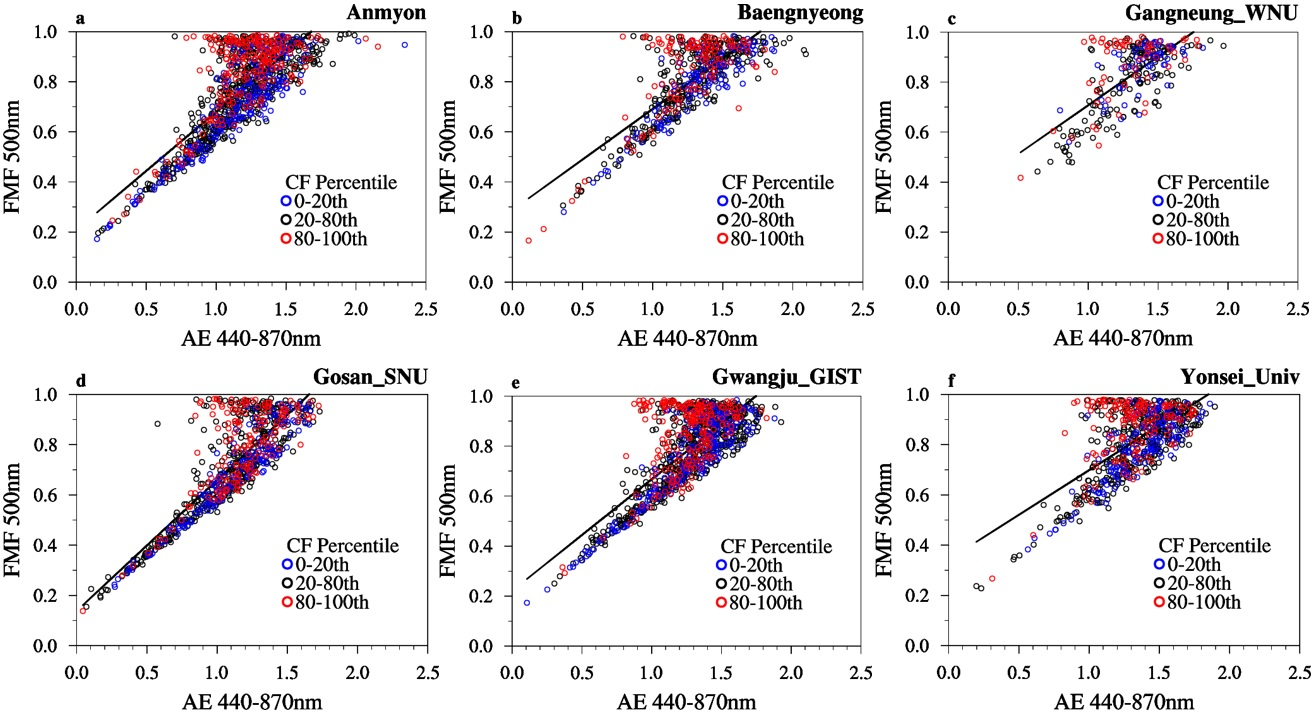 a Anmyon
1.0
0.8
0.6
0.4
0.2
0.0
FMF 500nm
CF Percentile
0-20th
20-80th
80-100th
0.0 0.5 1.0 1.5 2.0 2.5
AE 440-870nm
b Baengnyeong
1.0
0.8
0.6
0.4
0.2
0.0
FMF 500nm
CF Percentile
0-20th
20-80th
80-100th
0.0 0.5 1.0 1.5 2.0 2.5
AE 440-870nm
c Gangneung_WNU
1.0
0.8
0.6
0.4
0.2
0.0
FMF 500nm
CF Percentile
0-20th
20-80th
80-100th
0.0 0.5 1.0 1.5 2.0 2.5
AE 440-870nm
d Gosan_SNU
1.0
0.8
0.6
0.4
0.2
0.0
FMF 500nm
CF Percentile
0-20th
20-80th
80-100th
0.0 0.5 1.0 1.5 2.0 2.5
AE 440-870nm
e Gwangju_GIST
1.0
0.8
0.6
0.4
0.2
0.0
FMF 500nm
CF Percentile
0-20th
20-80th
80-100th
0.0 0.5 1.0 1.5 2.0 2.5
AE 440-870nm
f Yonsei_Univ
1.0
0.8
0.6
0.4
0.2
0.0
FMF 500nm
CF Percentile
0-20th
20-80th
80-100th
0.0 0.5 1.0 1.5 2.0 2.5
AE 440-870nm